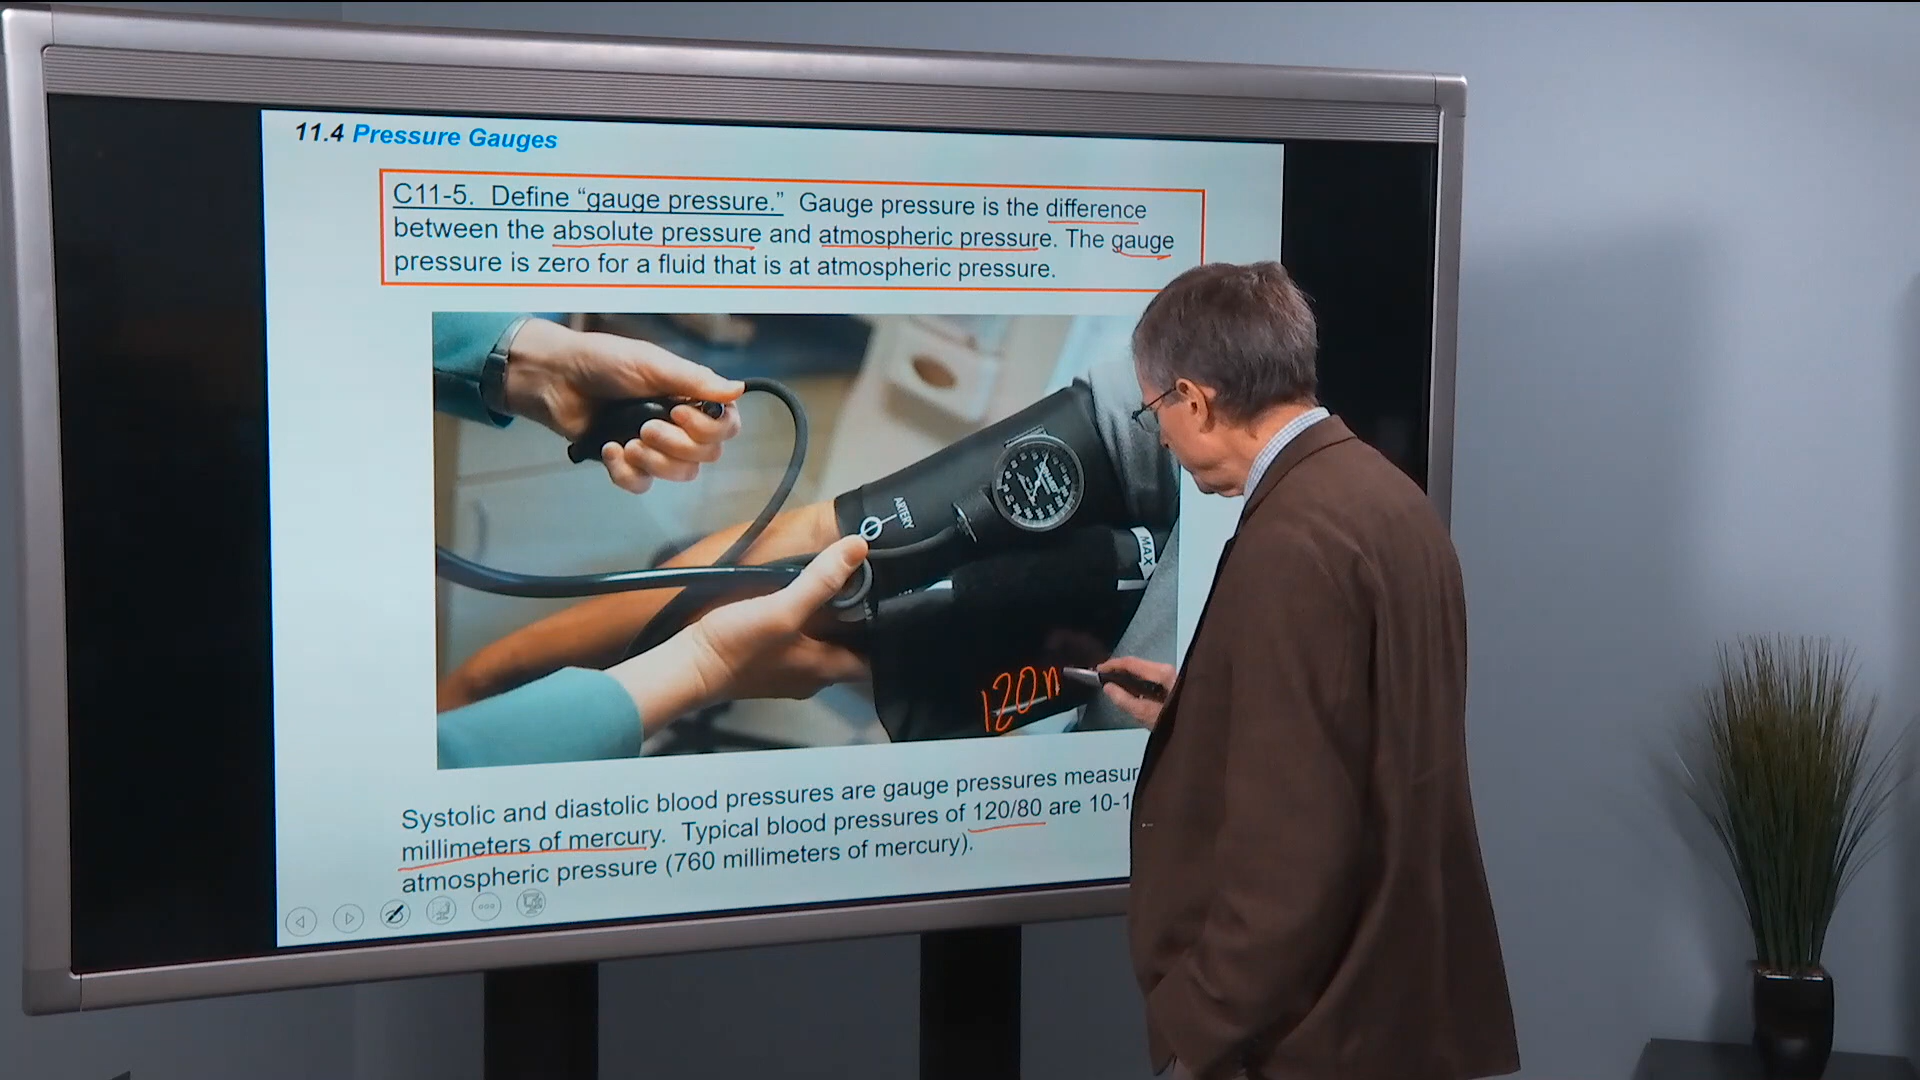 11.4 Pressure Gauges
C11-5. Define “gauge pressure.” Gauge pressure is the difference
between the absolute pressure and atmospheric pressure. The gauge
pressure is zero for a fluid that is at atmospheric pressure.
ARTERY
MAX
120
Systolic and diastolic blood pressures are gauge pressures measur
millimeters of mercury. Typical blood pressures of 120/80 are 10-1
atmospheric pressure (760 millimeters of mercury).